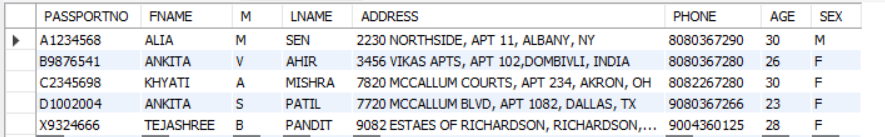 PASSPORTNO FNAME M LNAME ADDRESS PHONE AGE SEX
A1234568 ALIA M SEN 2230 NORTHSIDE, APT 11, ALBANY, NY 8080367290 30 M
B9876541 ANKITA V AHIR 3456 VIKAS APTS, APT 102,DOMBIVLI, INDIA 8080367280 26 F
C2345698 KHYATI A MISHRA 7820 MCCALLUM COURTS, APT 234, AKRON, OH 8082267280 30 F
D1002004 ANKITA S PATIL 7720 MCCALLUM BLVD, APT 1082, DALLAS, TX 9080367266 23 F
X9324666 TEJASHREE B PANDIT 9082 ESTAES OF RICHARDSON, RICHARDSON,... 9004360125 28 F